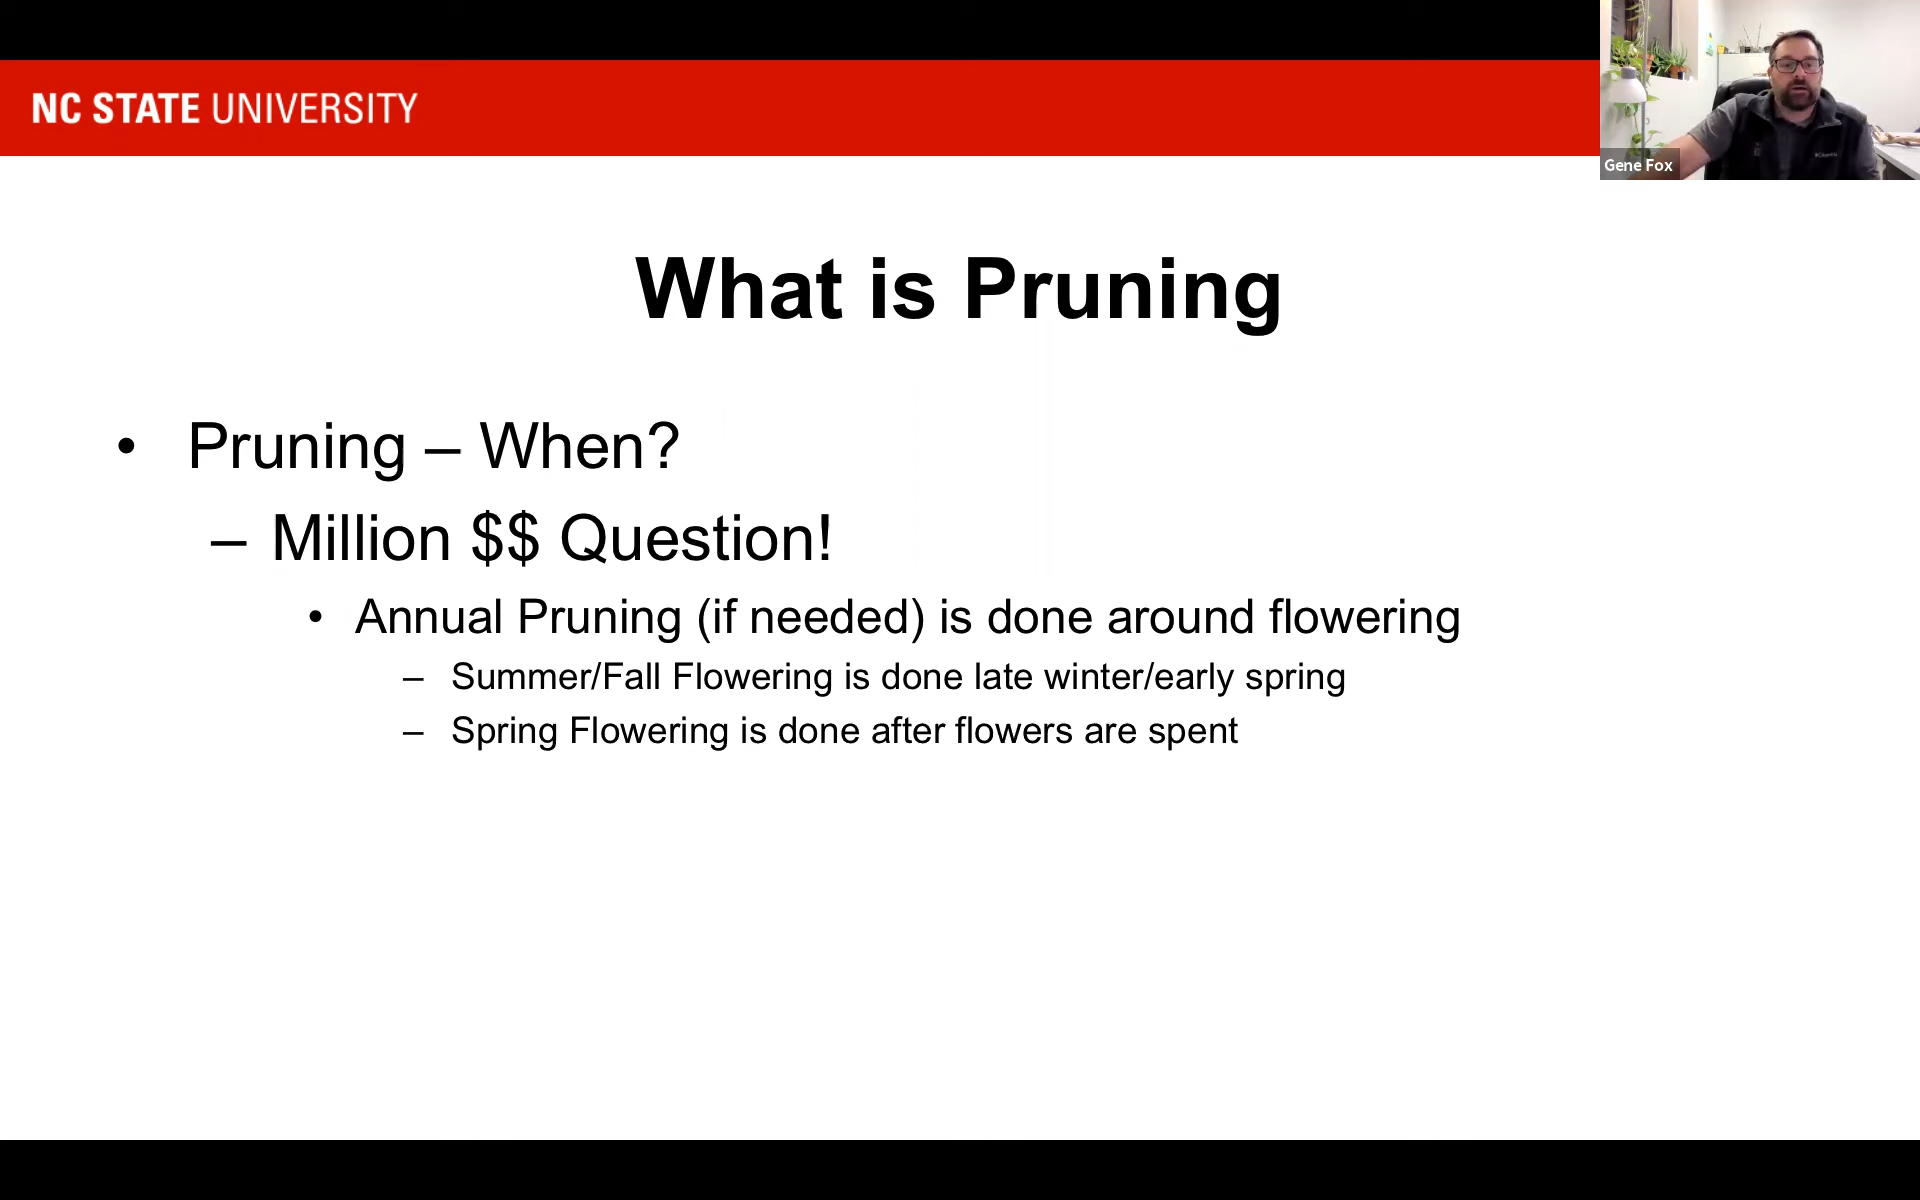 NC STATE UNIVERSITY
Gene Fox
What is Pruning
• Pruning – When?
– Million $$ Question!
• Annual Pruning (if needed) is done around flowering
– Summer/Fall Flowering is done late winter/early spring
– Spring Flowering is done after flowers are spent